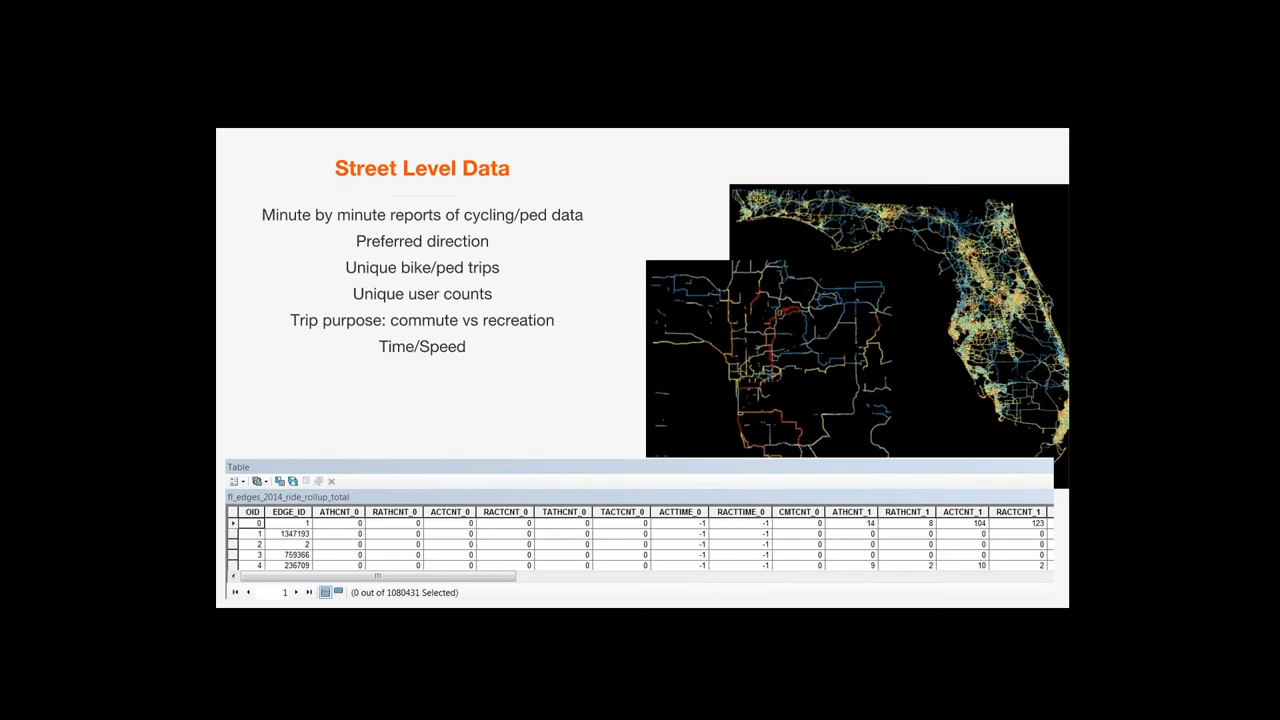 Street Level Data
Minute by minute reports of cycling/ped data
Preferred direction
Unique bike/ped trips
Unique user counts
Trip purpose: commute vs recreation
Time/Speed
Table
fl_edges_2014_ride_rollup_total
OID EDGE_ID ATHCNT_0 RATHCNT_0 ACTCNT_0 RACTCNT_0 TATHCNT_0 TACTCNT_0 ACTTIME_0 RACTTIME_0 CMTCNT_0 ATHCNT_1 RATHCNT_1 ACTCNT_1 RACTCNT_1
0 1 0 0 0 0 0 0 -1 -1 0 14 8 104 123
1 1347193 0 0 0 0 0 0 -1 -1 0 0 0 0 0
2 2 0 0 0 0 0 0 -1 -1 0 0 0 0 0
3 759366 0 0 0 0 0 0 -1 -1 0 0 0 0 0
4 236709 0 0 0 0 0 0 -1 -1 0 9 2 10 2
1 (0 out of 1080431 Selected)